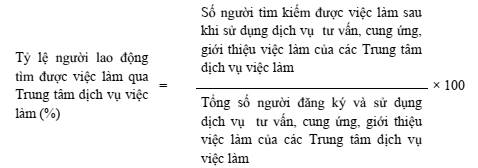 Tỷ lệ người lao động
tìm được việc làm qua
Trung tâm dịch vụ việc
làm (%)
=
Số người tìm kiếm được việc làm sau
khi sử dụng dịch vụ tư vấn, cung ứng,
giới thiệu việc làm của các Trung tâm
dịch vụ việc làm
Tổng số người đăng ký và sử dụng
dịch vụ tư vấn, cung ứng, giới thiệu
việc làm của các Trung tâm dịch vụ
việc làm
× 100